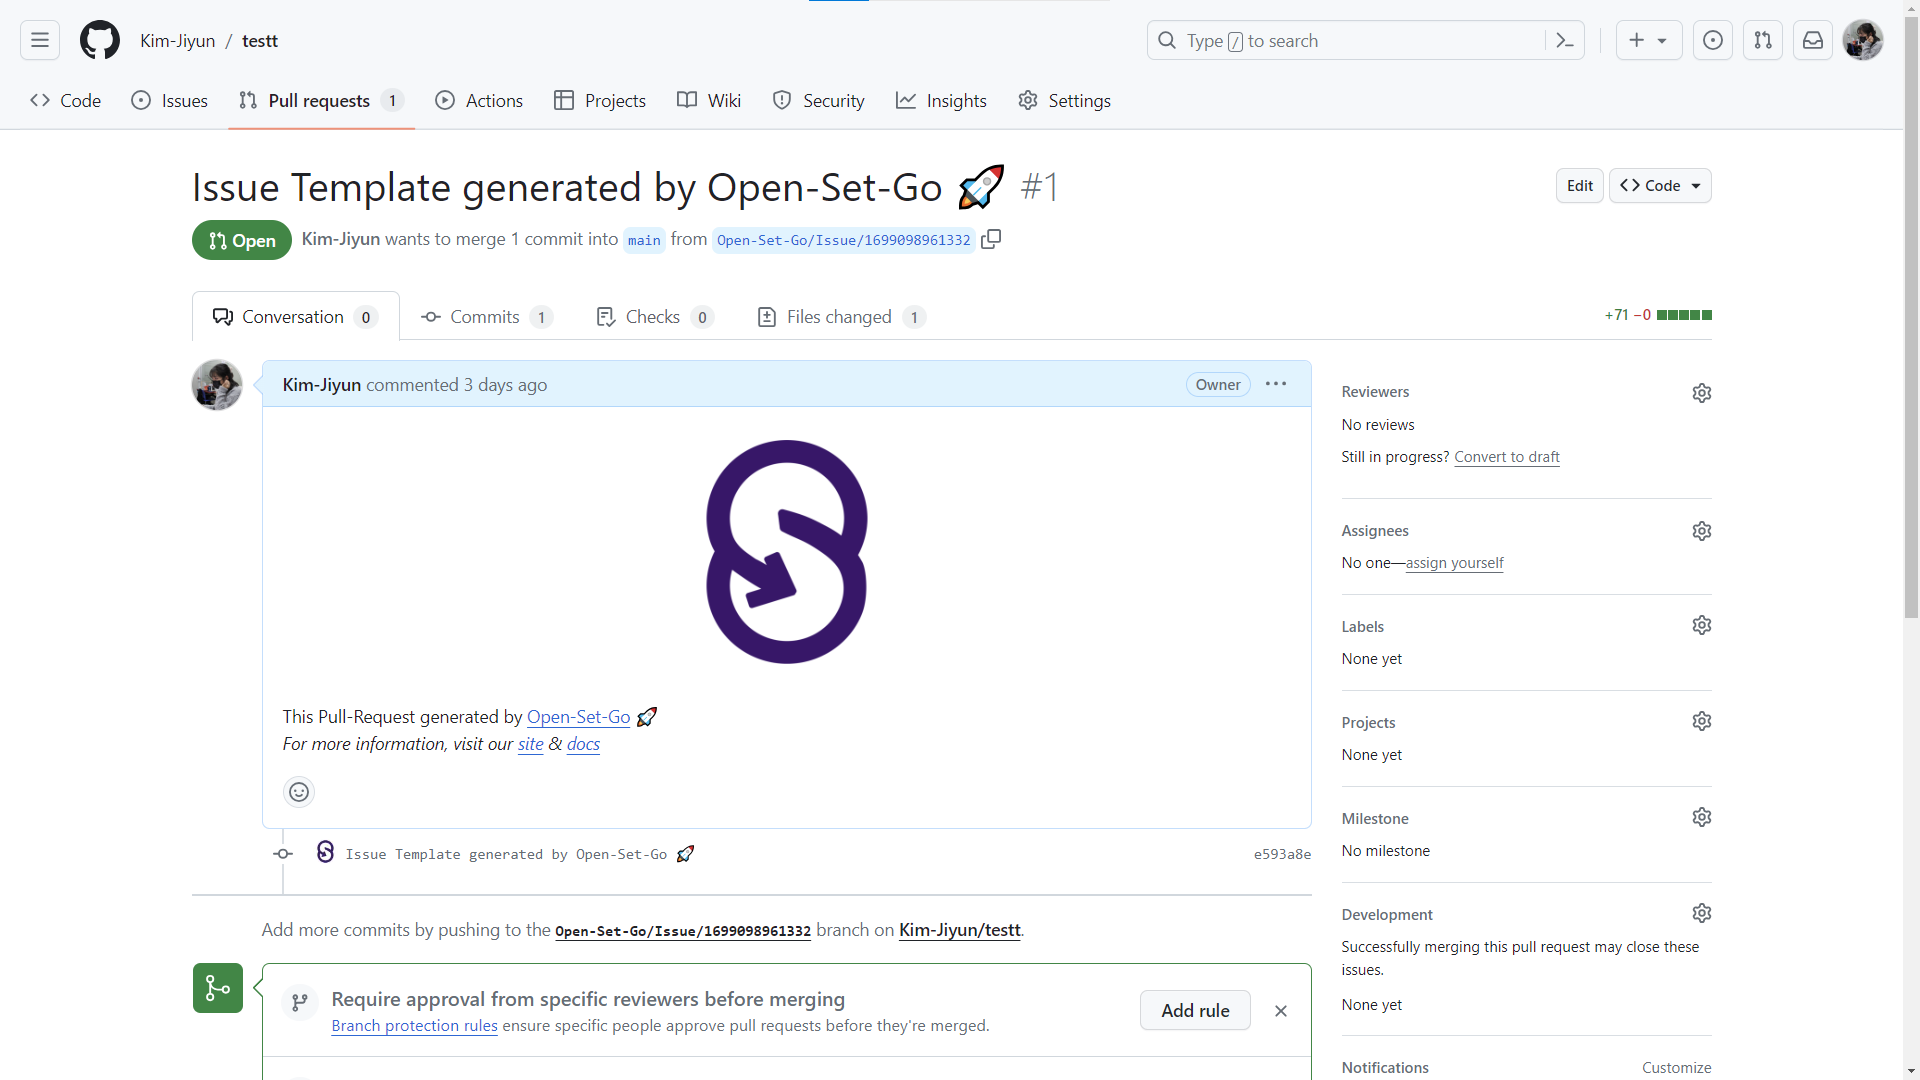 Kim-Jiyun / testt
Type / to search
Code
Issues
Pull requests 1
Actions
Projects
Wiki
Security
Insights
Settings
Issue Template generated by Open-Set-Go 🚀 #1
Edit
Code
Open
Kim-Jiyun wants to merge 1 commit into main from Open-Set-Go/Issue/1699098961332
Conversation 0
Commits 1
Checks 0
Files changed 1
+71 −0
Kim-Jiyun commented 3 days ago
Owner
This Pull-Request generated by Open-Set-Go 🚀
For more information, visit our site & docs
Issue Template generated by Open-Set-Go 🚀
e593a8e
Add more commits by pushing to the Open-Set-Go/Issue/1699098961332 branch on Kim-Jiyun/testt.
Require approval from specific reviewers before merging
Branch protection rules ensure specific people approve pull requests before they're merged.
Add rule
Reviewers
No reviews
Still in progress? Convert to draft
Assignees
No one—assign yourself
Labels
None yet
Projects
None yet
Milestone
No milestone
Development
Successfully merging this pull request may close these
issues.
None yet
Notifications
Customize